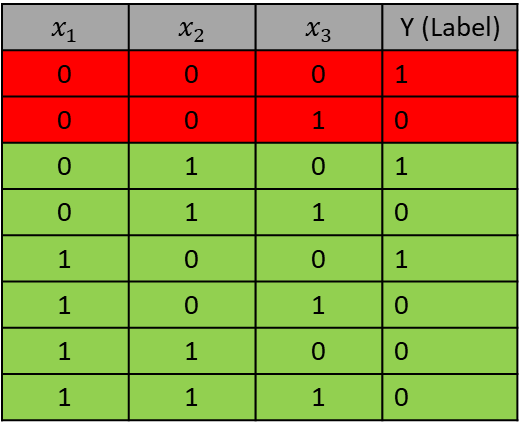 x₁ x₂ x₃ Y (Label)
0 0 0 1
0 0 1 0
0 1 0 1
0 1 1 0
1 0 0 1
1 0 1 0
1 1 0 0
1 1 1 0